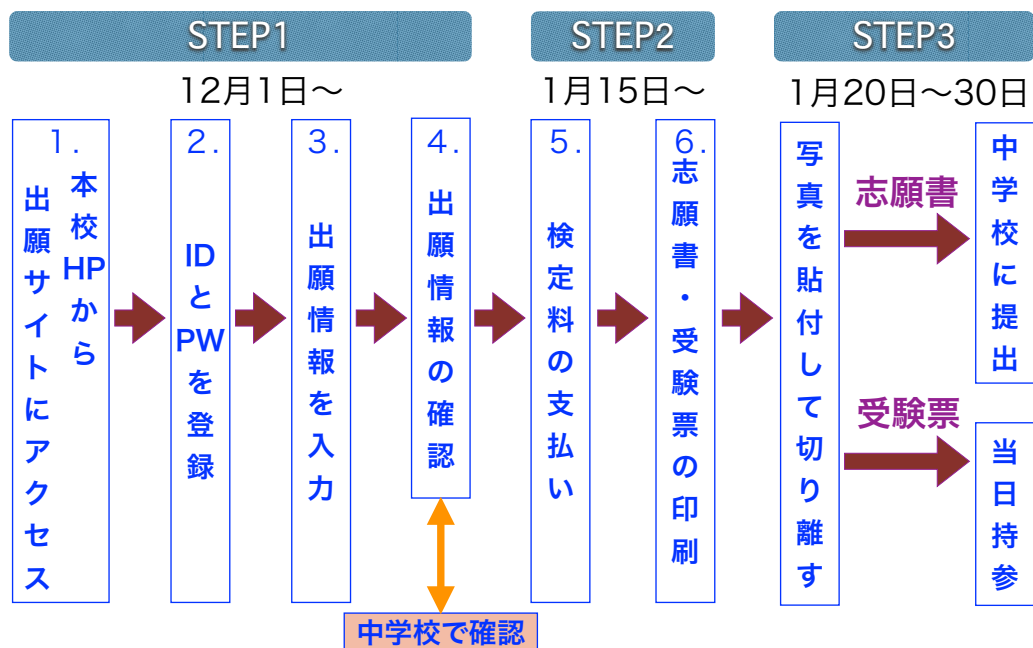 STEP1
12月1日〜
1.
本校HPから
出願サイトにアクセス
2.
IDとPWを登録
3.
出願情報を入力
4.
出願情報の確認
中学校で確認
STEP2
1月15日〜
5.
検定料の支払い
6.
志願書・受験票の印刷
STEP3
1月20日〜30日
写真を貼付して切り離す
志願書
中学校に提出
受験票
当日持参